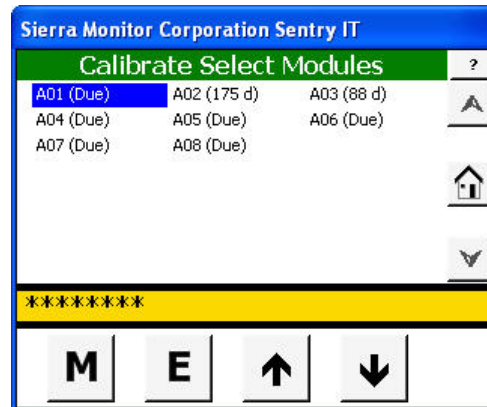 Sierra Monitor Corporation Sentry IT
Calibrate Select Modules ?
A01 (Due) A02 (175 d) A03 (88 d)
A04 (Due) A05 (Due) A06 (Due)
A07 (Due) A08 (Due)
********
M E